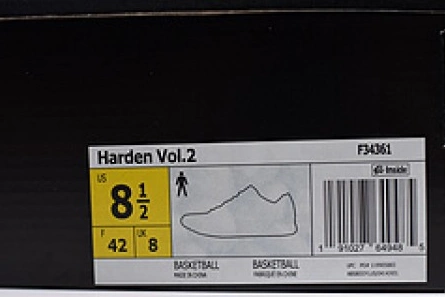 Harden Vol.2
F34361
Inside
US
8 1/2
F
42
UK
8
BASKETBALL
MADE IN CHINA
BASKETBALL
FABRIQUÉ EN CHINE
1 91027 64948 5